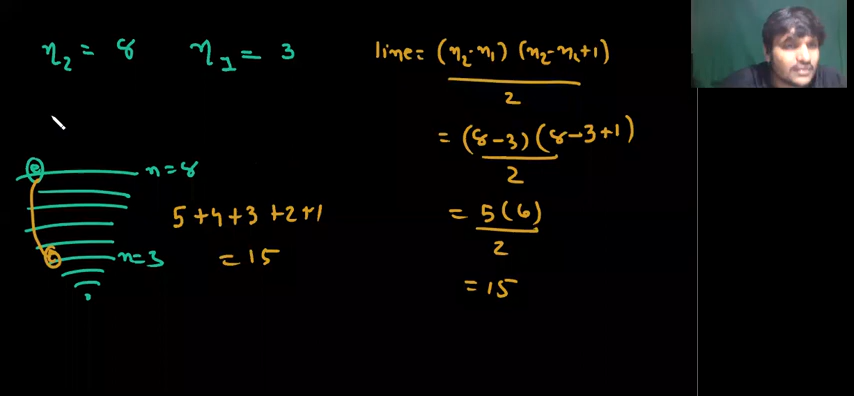 n₂ = 8 n₁ = 3
line = (n₂-n₁) (n₂-n₁+1)
2
= (8-3) (8-3+1)
2
= 5(6)
2
= 15
e n=8
5+4+3+2+1
= 15
e n=3